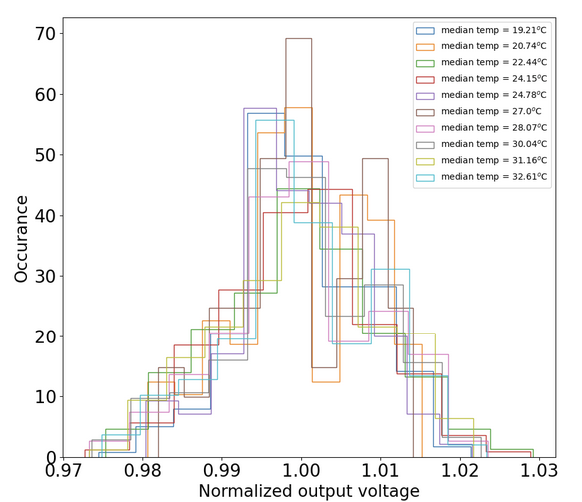 70
60
50
40
30
20
10
0
Occurance
median temp = 19.21°C
median temp = 20.74°C
median temp = 22.44°C
median temp = 24.15°C
median temp = 24.78°C
median temp = 27.0°C
median temp = 28.07°C
median temp = 30.04°C
median temp = 31.16°C
median temp = 32.61°C
0.97 0.98 0.99 1.00 1.01 1.02 1.03
Normalized output voltage